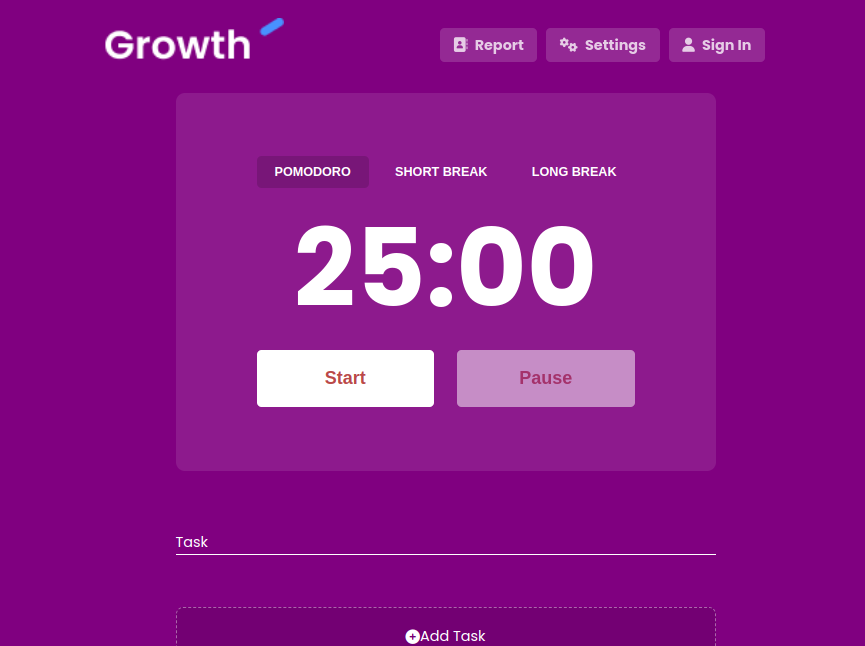 Growth
Report Settings Sign In
POMODORO SHORT BREAK LONG BREAK
25:00
Start Pause
Task
Add Task